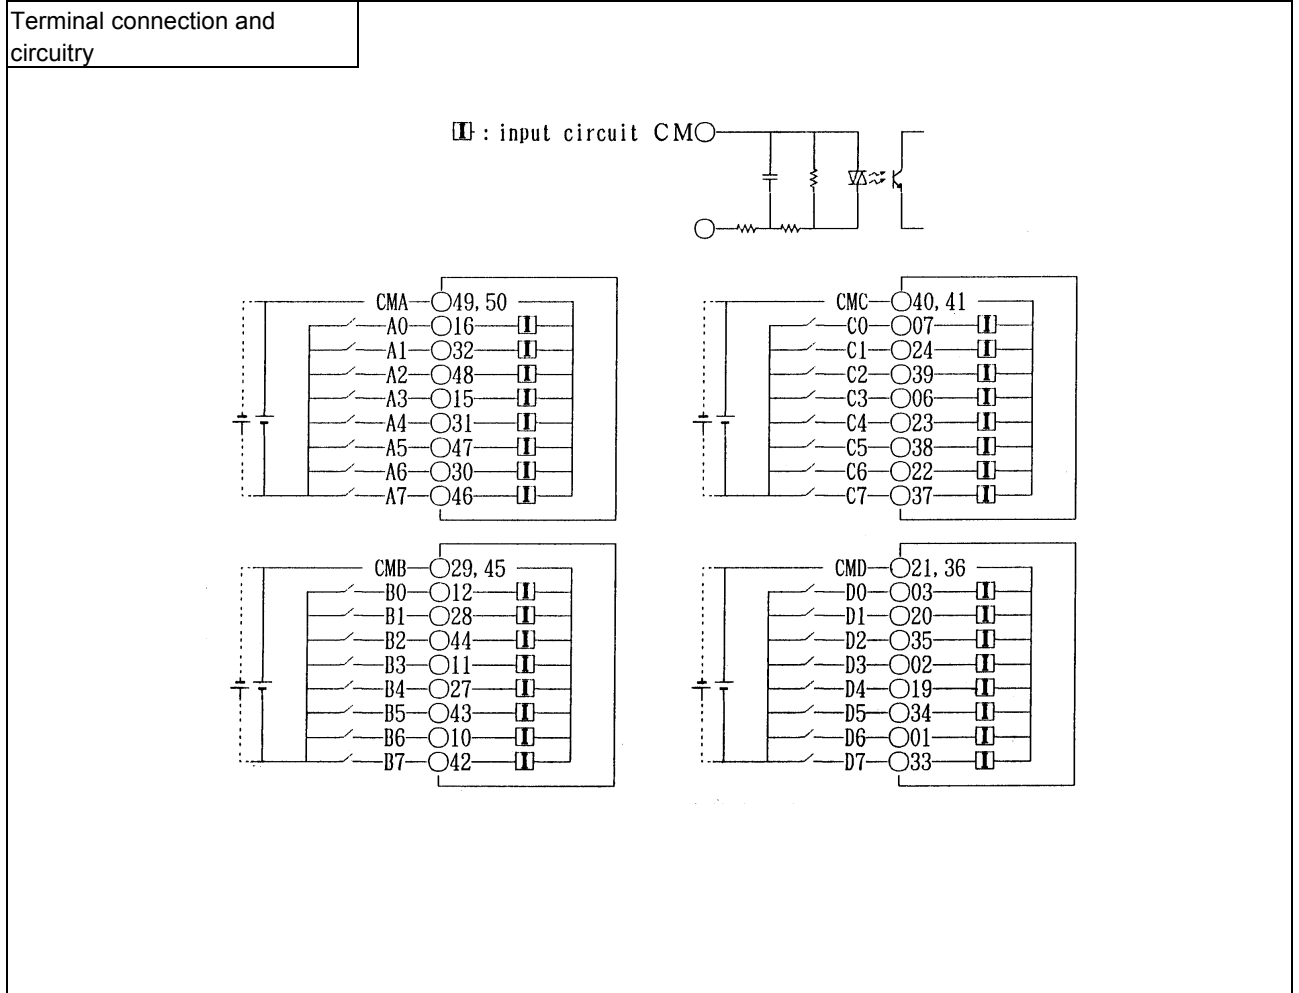 Terminal connection and
circuitry
I : input circuit CM
CMA 49, 50
A0 16 I
A1 32 I
A2 48 I
A3 15 I
A4 31 I
A5 47 I
A6 30 I
A7 46 I
CMC 40, 41
C0 07 I
C1 24 I
C2 39 I
C3 06 I
C4 23 I
C5 38 I
C6 22 I
C7 37 I
CMB 29, 45
B0 12 I
B1 28 I
B2 44 I
B3 11 I
B4 27 I
B5 43 I
B6 10 I
B7 42 I
CMD 21, 36
D0 03 I
D1 20 I
D2 35 I
D3 02 I
D4 19 I
D5 34 I
D6 01 I
D7 33 I